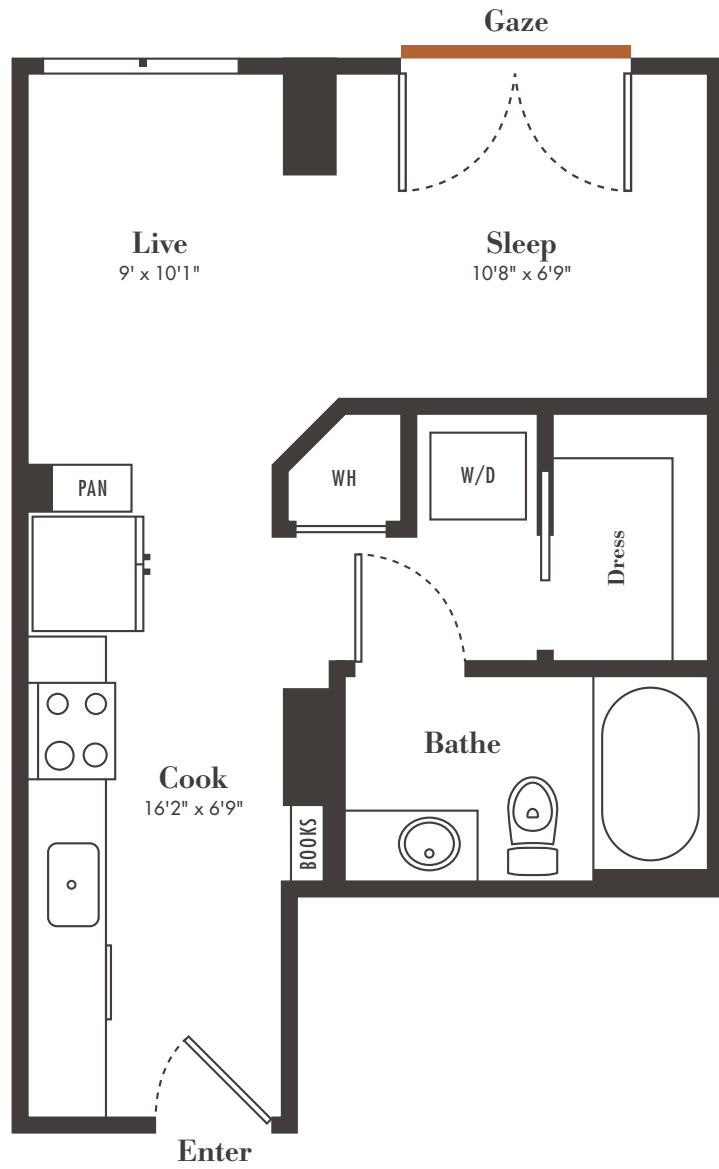 Gaze
Live
9' x 10'1"
Sleep
10'8" x 6'9"
PAN
WH
W/D
Dress
Bathe
Cook
16'2" x 6'9"
BOOKS
Enter